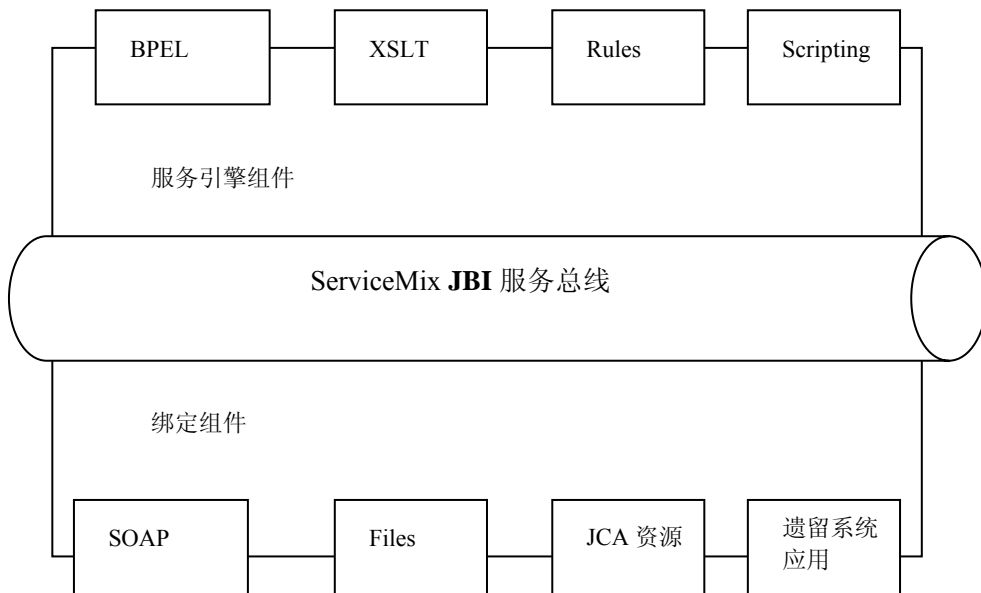 BPEL
XSLT
Rules
Scripting
服务引擎组件
ServiceMix JBI 服务总线
绑定组件
SOAP
Files
JCA 资源
遗留系统
应用